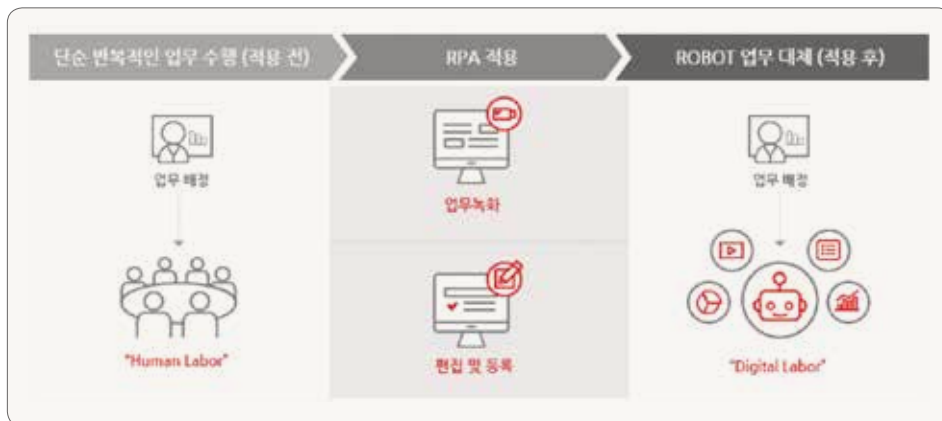 단순 반복적인 업무 수행 (적용 전)
RPA 적용
ROBOT 업무 대체 (적용 후)
업무 배정
"Human Labor"
업무녹화
편집 및 등록
업무 배정
"Digital Labor"